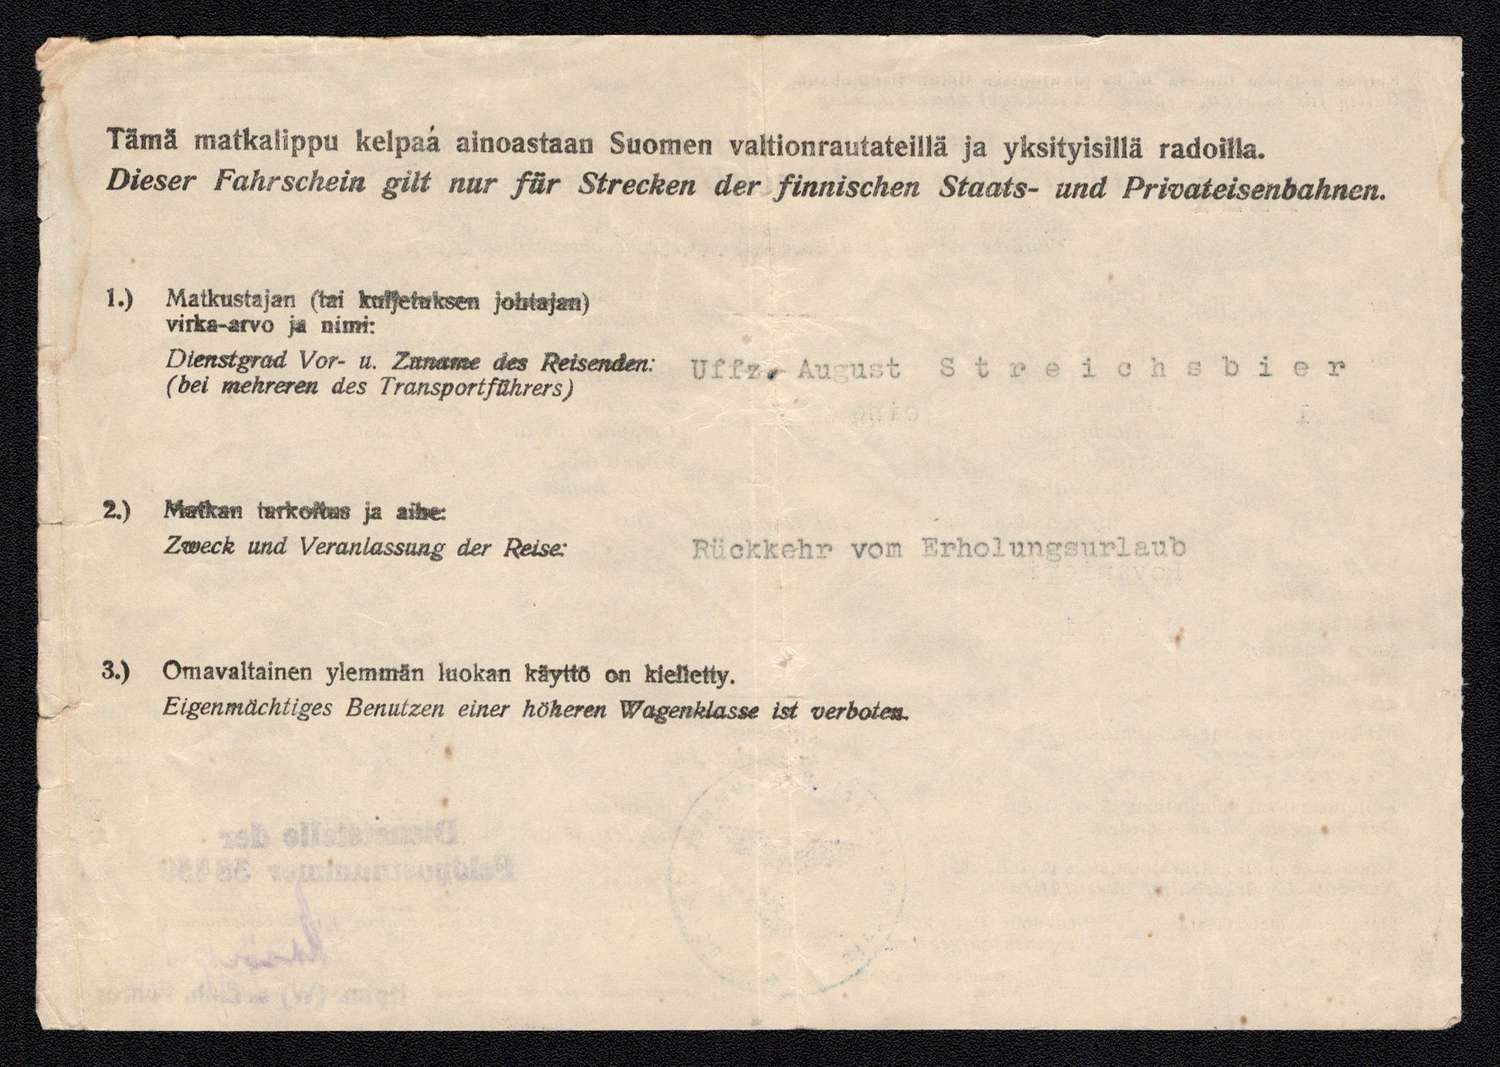 Tämä matkalippu kelpaa ainoastaan Suomen valtionrautateillä ja yksityisillä radoilla.
Dieser Fahrschein gilt nur für Strecken der finnischen Staats- und Privateisenbahnen.
1.) Matkustajan (tai kuljetuksen johtajan)
virka-arvo ja nimi:
Dienstgrad Vor- u. Zuname des Reisenden: Uffz. August Streichsbier
(bei mehreren des Transportführers)
2.) Matkan tarkoitus ja aihe:
Zweck und Veranlassung der Reise: Rückkehr vom Erholungsurlaub
3.) Omavaltainen ylemmän luokan käyttö on kielletty.
Eigenmächtiges Benutzen einer höheren Wagenklasse ist verboten.
Dienststelle der
Feldpostnummer